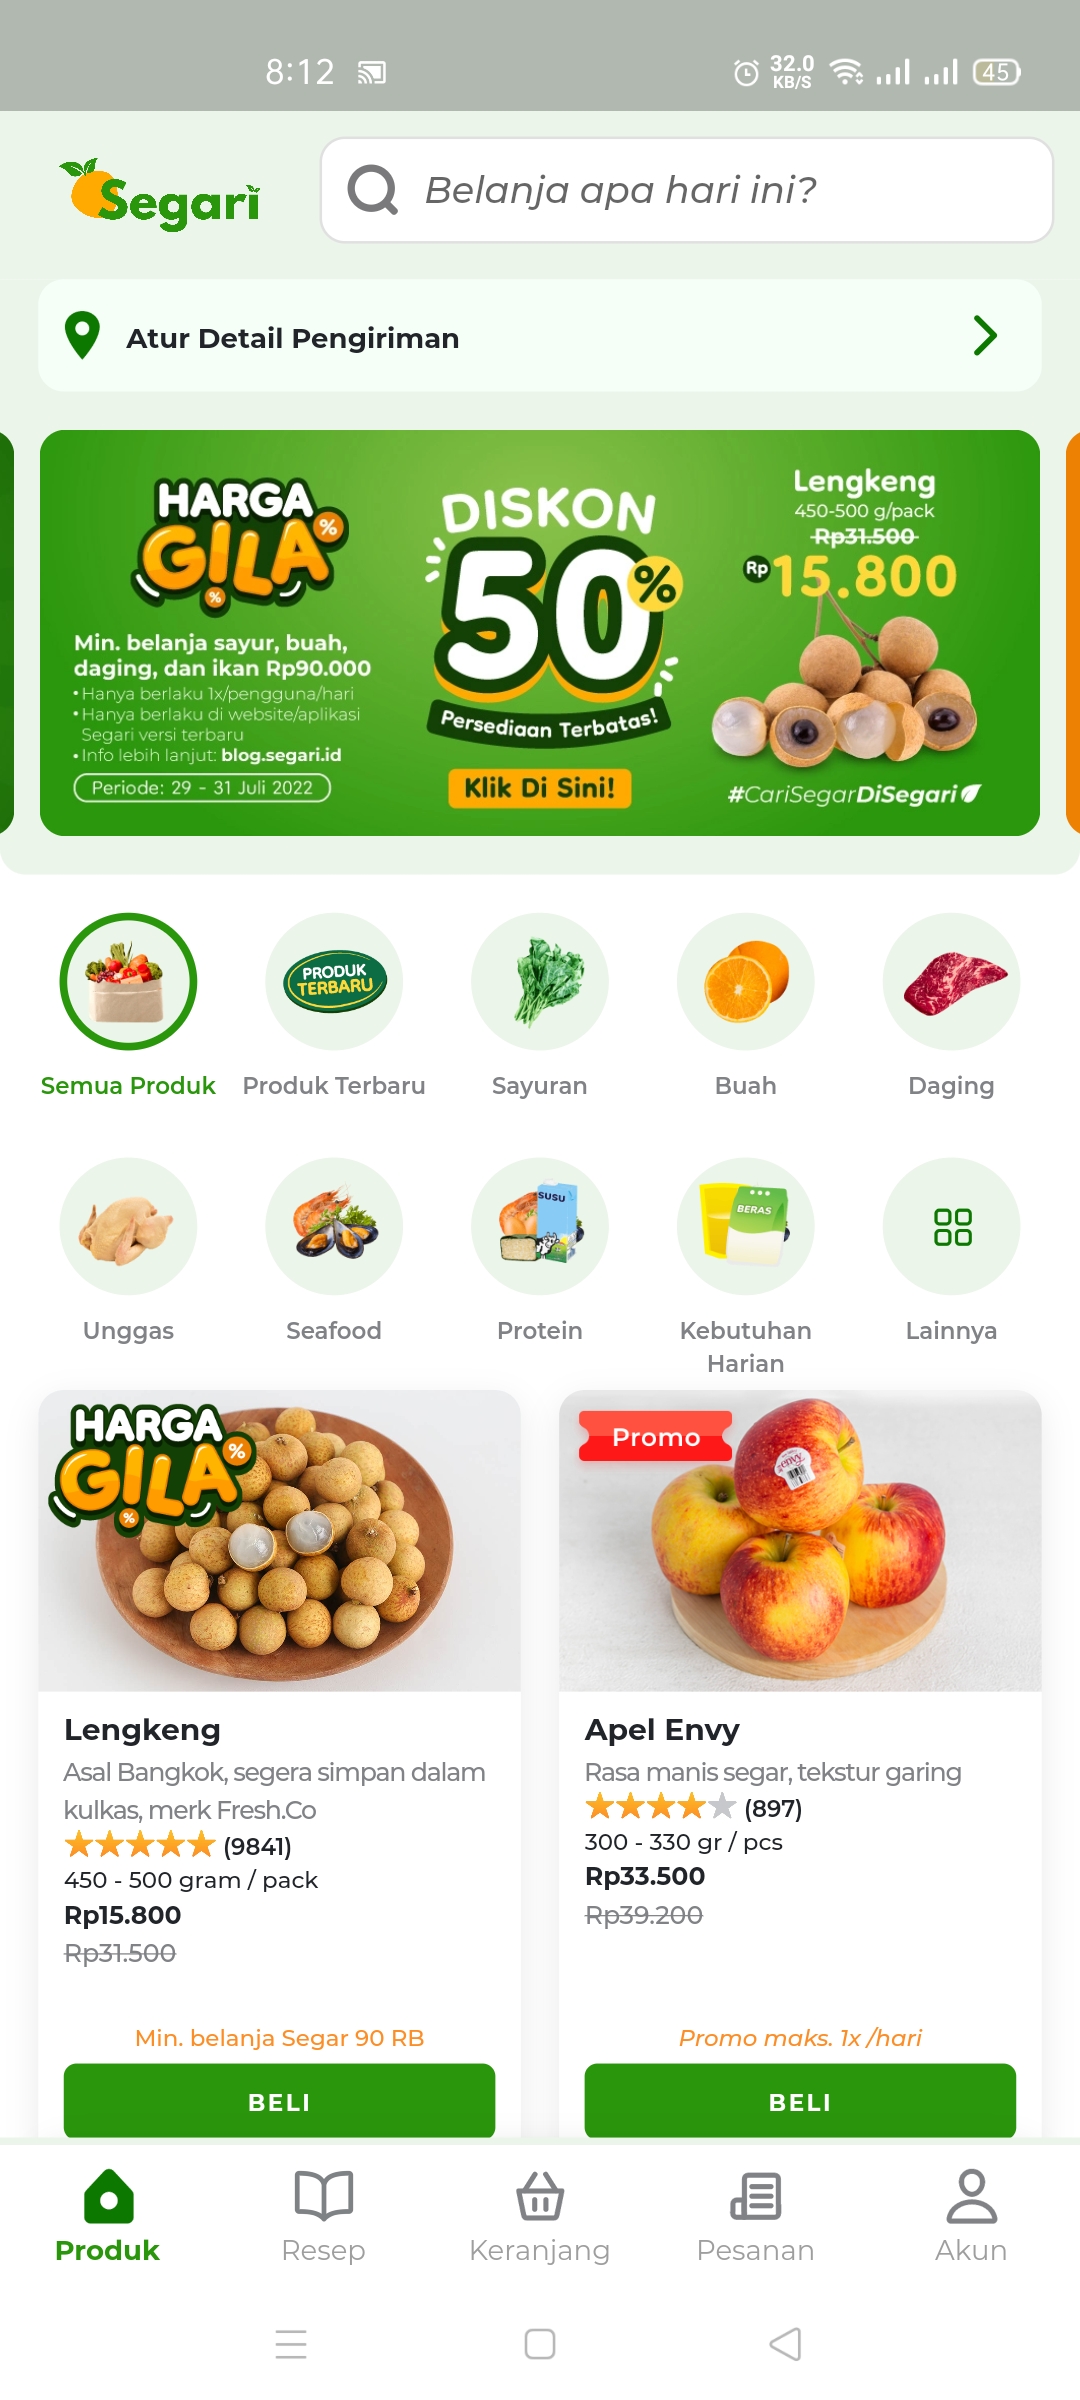 8:12
32.0
KB/S
45
Segari
Belanja apa hari ini?
Atur Detail Pengiriman
HARGA
GILA
%
%
Min. belanja sayur, buah,
daging, dan ikan Rp90.000
• Hanya berlaku 1x/pengguna/hari
• Hanya berlaku di website/aplikasi
Segari versi terbaru
• Info lebih lanjut: blog.segari.id
Periode: 29 - 31 Juli 2022
DISKON
50%
Persediaan Terbatas!
Klik Di Sini!
Lengkeng
450-500 g/pack
Rp31.500
Rp15.800
#CariSegarDiSegari
PRODUK
TERBARU
Semua Produk
Produk Terbaru
Sayuran
Buah
Daging
SUSU
BERAS
Unggas
Seafood
Protein
Kebutuhan
Harian
Lainnya
HARGA
GILA
%
%
Lengkeng
Asal Bangkok, segera simpan dalam
kulkas, merk Fresh.Co
(9841)
450 - 500 gram / pack
Rp15.800
Rp31.500
Min. belanja Segar 90 RB
BELI
Promo
envy
Apel Envy
Rasa manis segar, tekstur garing
(897)
300 - 330 gr / pcs
Rp33.500
Rp39.200
Promo maks. 1x /hari
BELI
Produk
Resep
Keranjang
Pesanan
Akun